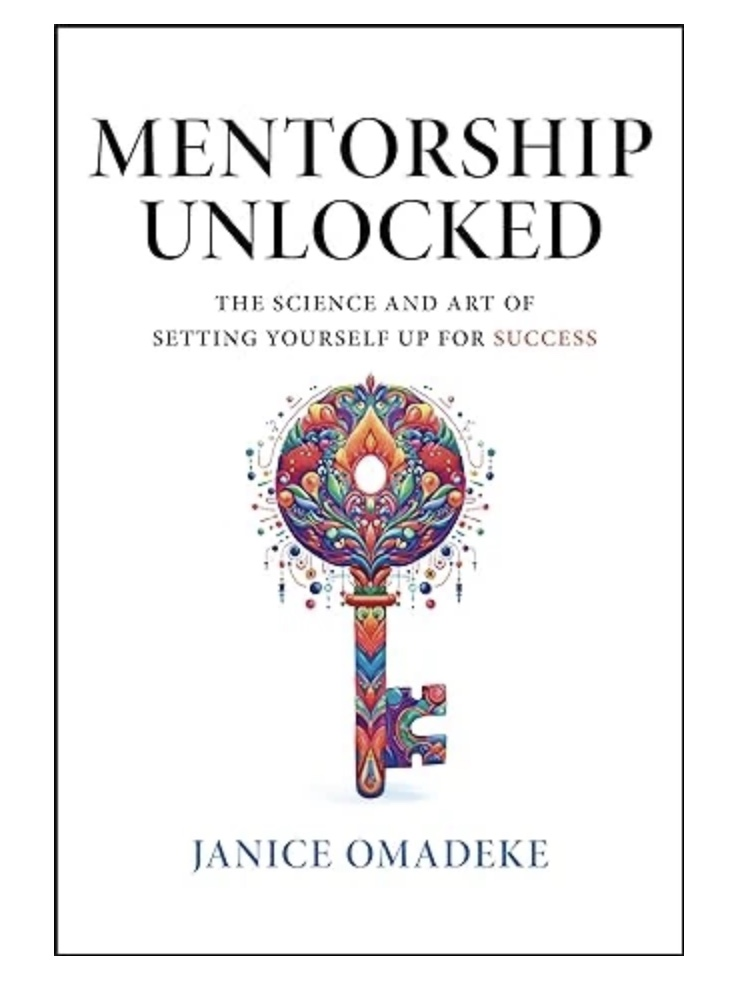 MENTORSHIP
UNLOCKED
THE SCIENCE AND ART OF
SETTING YOURSELF UP FOR SUCCESS
JANICE OMADEKE